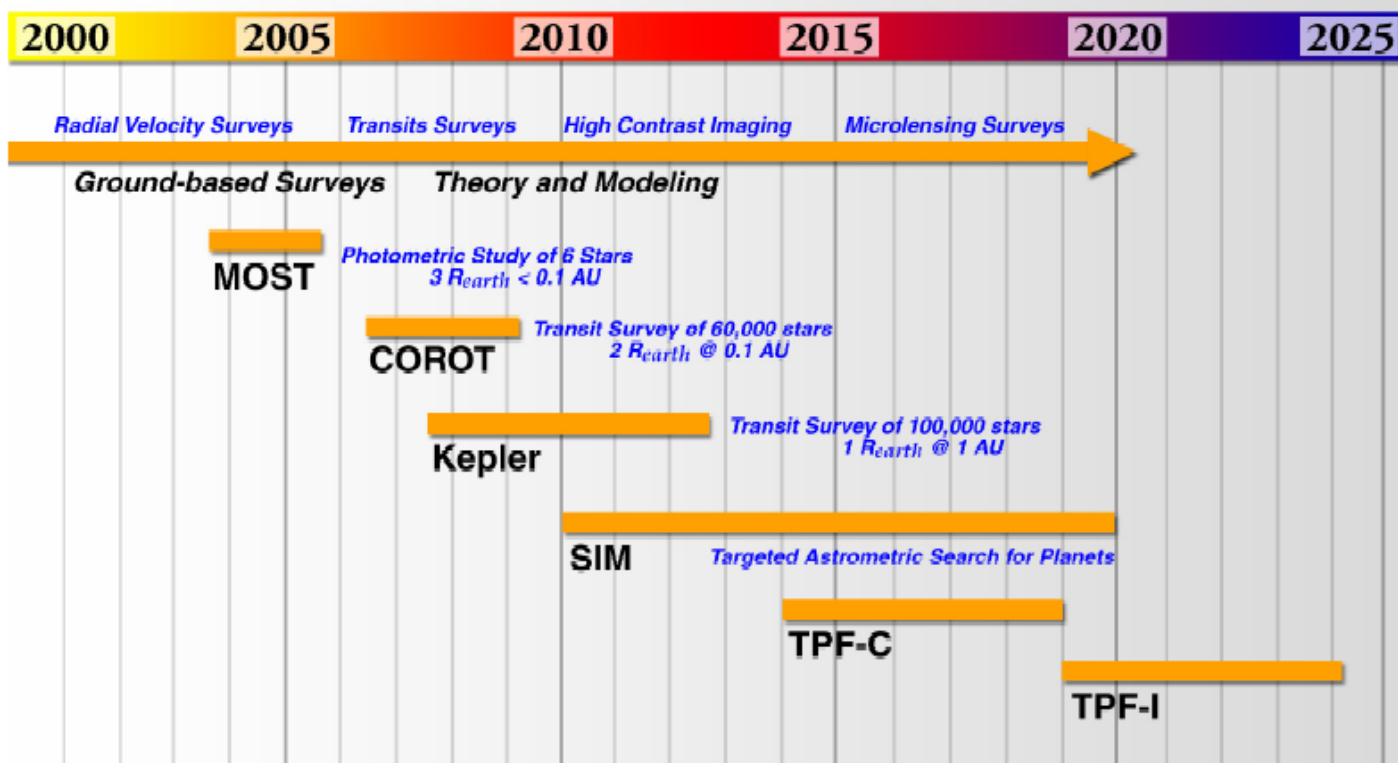 2000 2005 2010 2015 2020 2025
Radial Velocity Surveys Transits Surveys High Contrast Imaging Microlensing Surveys
Ground-based Surveys Theory and Modeling
MOST
Photometric Study of 6 Stars
3 Rearth < 0.1 AU
COROT
Transit Survey of 60,000 stars
2 Rearth @ 0.1 AU
Kepler
Transit Survey of 100,000 stars
1 Rearth @ 1 AU
SIM
Targeted Astrometric Search for Planets
TPF-C
TPF-I